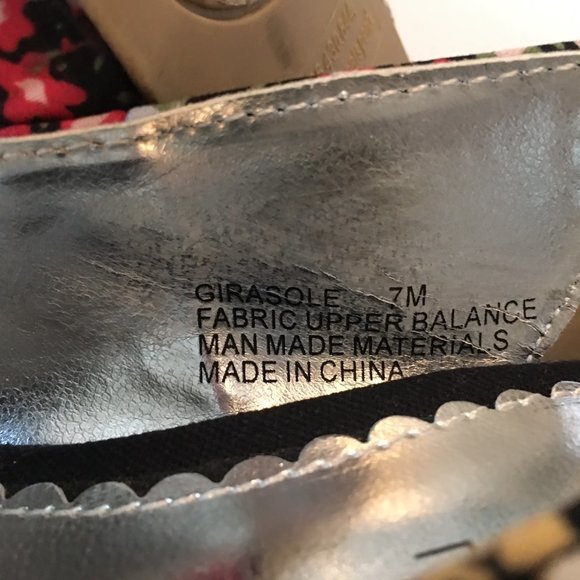 GIRASOLE 7M
FABRIC UPPER BALANCE
MAN MADE MATERIALS
MADE IN CHINA